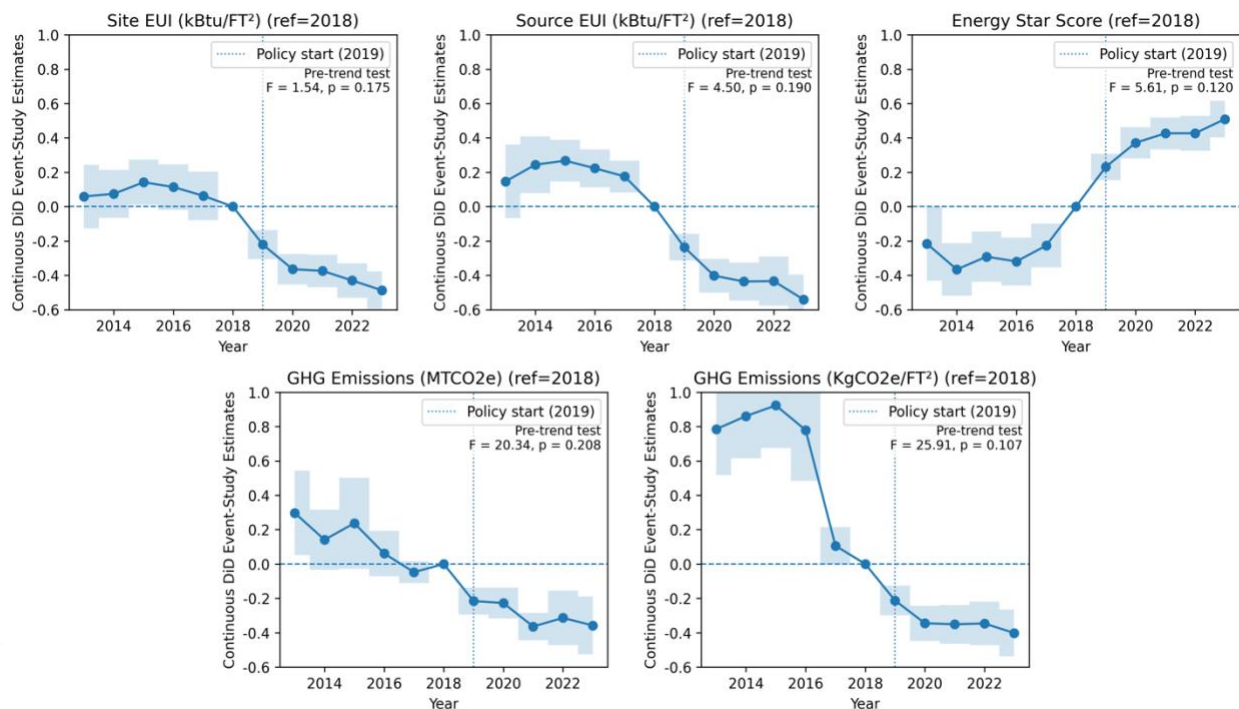 Site EUI (kBtu/FT²) (ref=2018)
Continuous DiD Event-Study Estimates
1.0
0.8
0.6
0.4
0.2
0.0
-0.2
-0.4
-0.6
Policy start (2019)
Pre-trend test
F = 1.54, p = 0.175
2014 2016 2018 2020 2022
Year
Source EUI (kBtu/FT²) (ref=2018)
Continuous DiD Event-Study Estimates
1.0
0.8
0.6
0.4
0.2
0.0
-0.2
-0.4
-0.6
Policy start (2019)
Pre-trend test
F = 4.50, p = 0.190
2014 2016 2018 2020 2022
Year
Energy Star Score (ref=2018)
Continuous DiD Event-Study Estimates
1.0
0.8
0.6
0.4
0.2
0.0
-0.2
-0.4
-0.6
Policy start (2019)
Pre-trend test
F = 5.61, p = 0.120
2014 2016 2018 2020 2022
Year
GHG Emissions (MTCO2e) (ref=2018)
Continuous DiD Event-Study Estimates
1.0
0.8
0.6
0.4
0.2
0.0
-0.2
-0.4
-0.6
Policy start (2019)
Pre-trend test
F = 20.34, p = 0.208
2014 2016 2018 2020 2022
Year
GHG Emissions (KgCO2e/FT²) (ref=2018)
Continuous DiD Event-Study Estimates
1.0
0.8
0.6
0.4
0.2
0.0
-0.2
-0.4
-0.6
Policy start (2019)
Pre-trend test
F = 25.91, p = 0.107
2014 2016 2018 2020 2022
Year